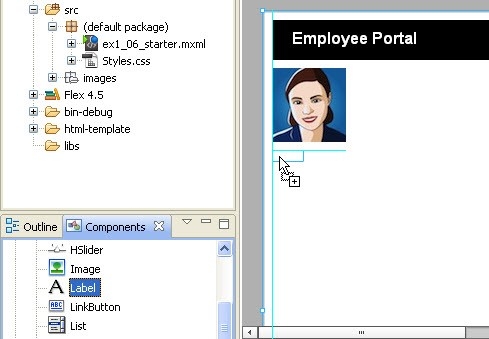 src
(default package)
ex1_06_starter.mxml
Styles.css
images
Flex 4.5
bin-debug
html-template
libs
Outline
Components
HSlider
Image
A Label
ABC LinkButton
List
Employee Portal